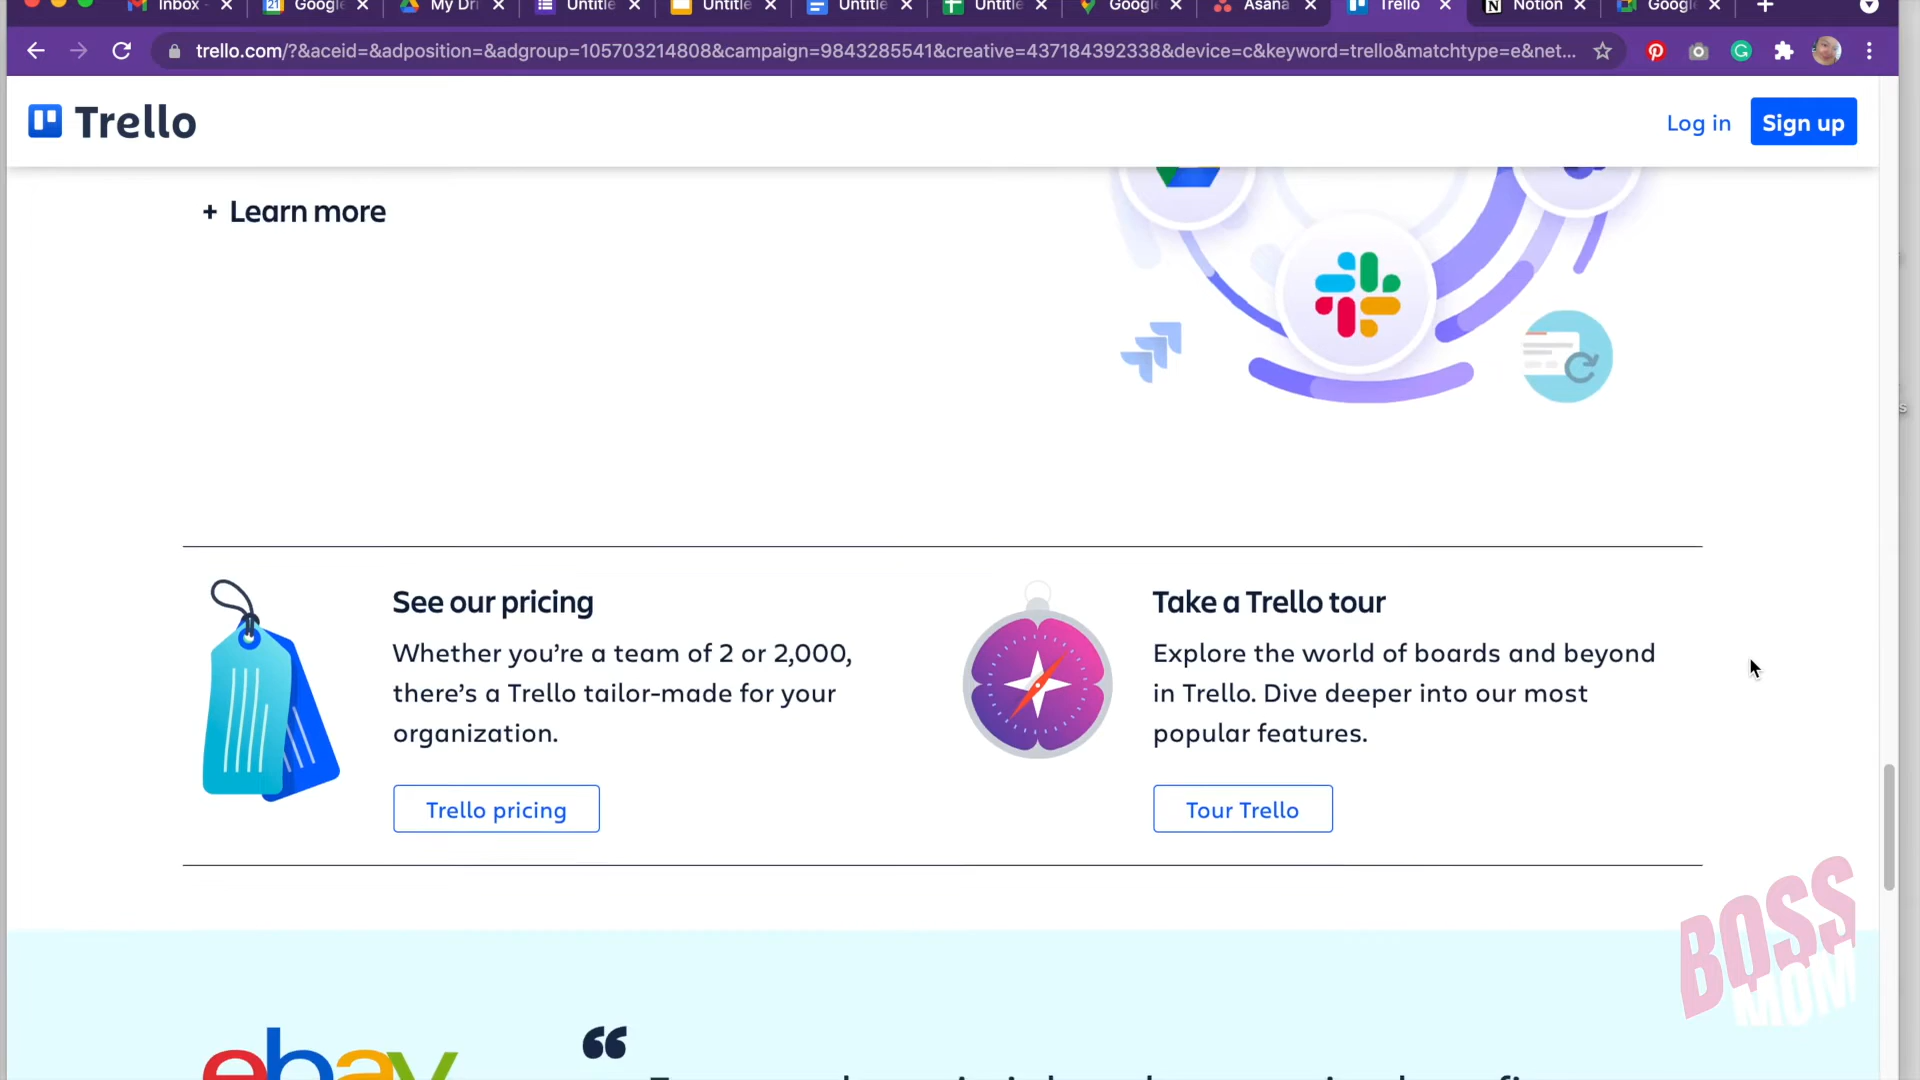 Inbox
Google
My Dri
Untitle
Untitle
Untitle
Untitle
Google
Asana
Trello
Notion
Google
trello.com/?&aceid=&adposition=&adgroup=105703214808&campaign=9843285541&creative=437184392338&device=c&keyword=trello&matchtype=e&net...
Trello
Log in
Sign up
+ Learn more
See our pricing
Whether you’re a team of 2 or 2,000,
there’s a Trello tailor-made for your
organization.
Trello pricing
Take a Trello tour
Explore the world of boards and beyond
in Trello. Dive deeper into our most
popular features.
Tour Trello
BOSS
MOM
ebay
“